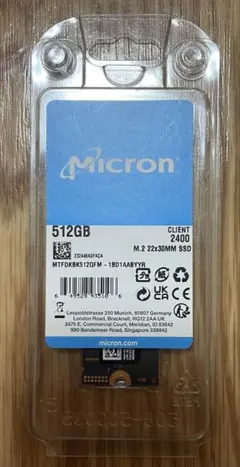 Micron
512GB
CLIENT
2400
M.2 22x30MM SSD
MTFDKBK512QFM - 1BD1AABYYR
Leopoldstrasse 250 Munich, 80807 Germany
London Road, Bracknell, RG12 2AA UK
3475 E. Commercial Court, Meridian, ID 83642
990 Bendemeer Road, Singapore 339942
micron.com